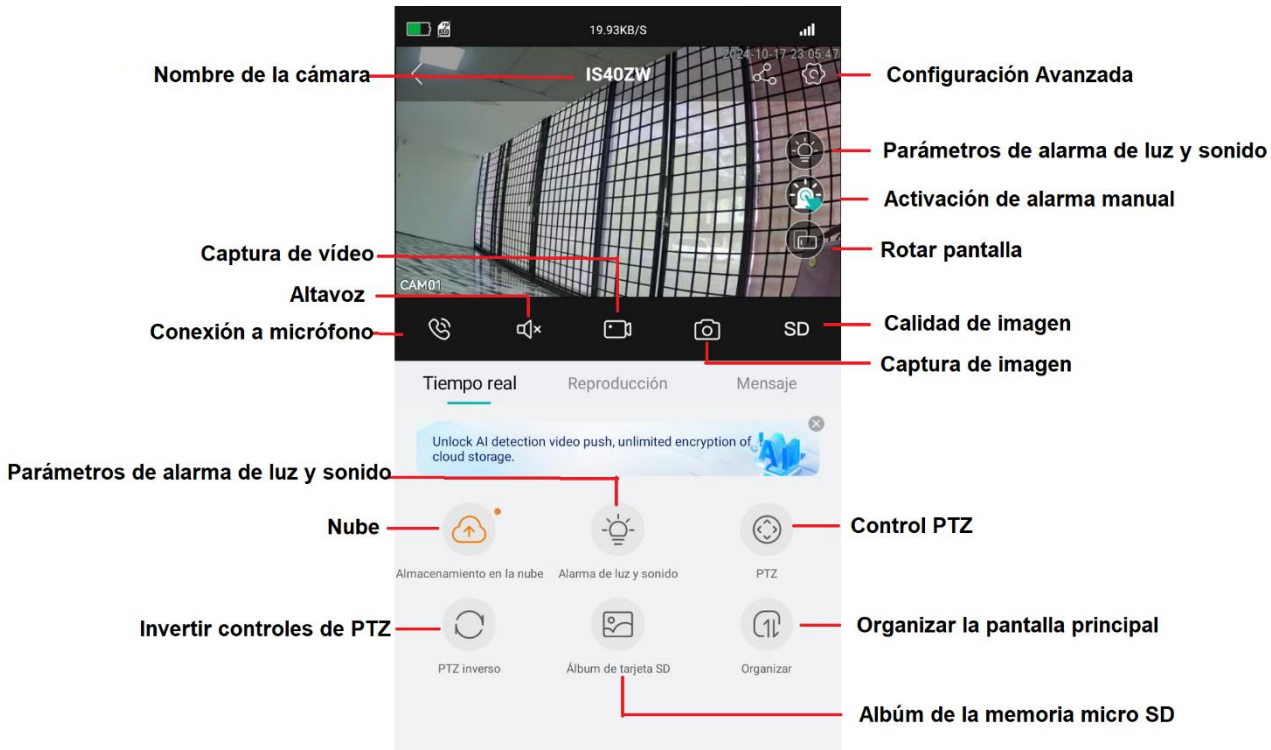 19.93KB/S
2024-10-17 23:05:47
Nombre de la cámara
IS40ZW
Configuración Avanzada
Parámetros de alarma de luz y sonido
Activación de alarma manual
Rotar pantalla
Captura de vídeo
CAM01
Altavoz
Conexión a micrófono
SD
Calidad de imagen
Captura de imagen
Tiempo real
Reproducción
Mensaje
Unlock AI detection video push, unlimited encryption of
cloud storage.
AI
Parámetros de alarma de luz y sonido
Nube
Control PTZ
Almacenamiento en la nube
Alarma de luz y sonido
PTZ
Invertir controles de PTZ
Organizar la pantalla principal
PTZ inverso
Álbum de tarjeta SD
Organizar
Albúm de la memoria micro SD